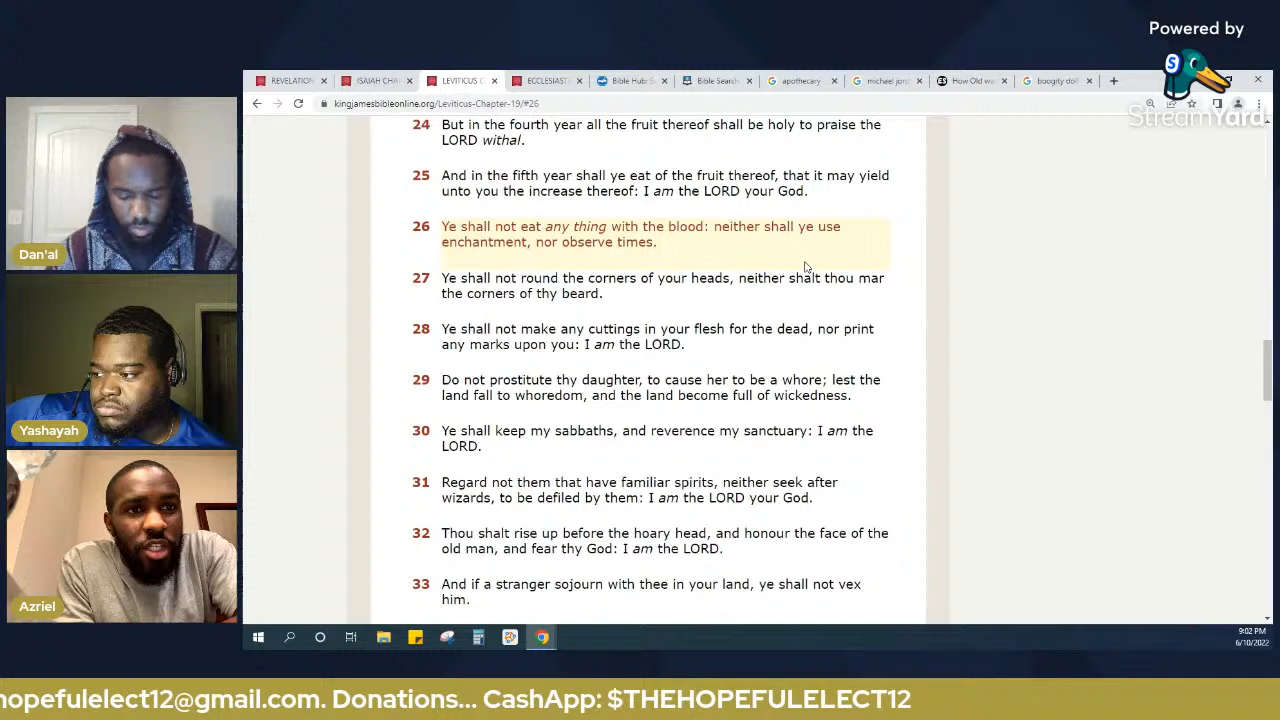 Powered by
StreamYard
REVELATION
ISAIAH CHA
LEVITICUS C
ECCLESIAST
Bible Hub: S
Bible Search
apothecary
michael jor
How Old wa
boogity doll
kingjamesbibleonline.org/Leviticus-Chapter-19/#26
24 But in the fourth year all the fruit thereof shall be holy to praise the
LORD withal.
25 And in the fifth year shall ye eat of the fruit thereof, that it may yield
unto you the increase thereof: I am the LORD your God.
26 Ye shall not eat any thing with the blood: neither shall ye use
enchantment, nor observe times.
27 Ye shall not round the corners of your heads, neither shalt thou mar
the corners of thy beard.
28 Ye shall not make any cuttings in your flesh for the dead, nor print
any marks upon you: I am the LORD.
29 Do not prostitute thy daughter, to cause her to be a whore; lest the
land fall to whoredom, and the land become full of wickedness.
30 Ye shall keep my sabbaths, and reverence my sanctuary: I am the
LORD.
31 Regard not them that have familiar spirits, neither seek after
wizards, to be defiled by them: I am the LORD your God.
32 Thou shalt rise up before the hoary head, and honour the face of the
old man, and fear thy God: I am the LORD.
33 And if a stranger sojourn with thee in your land, ye shall not vex
him.
Dan'al
Yashayah
Azriel
9:02 PM
6/10/2022
hopefulelect12@gmail.com. Donations... CashApp: $THEHOPEFULELECT12